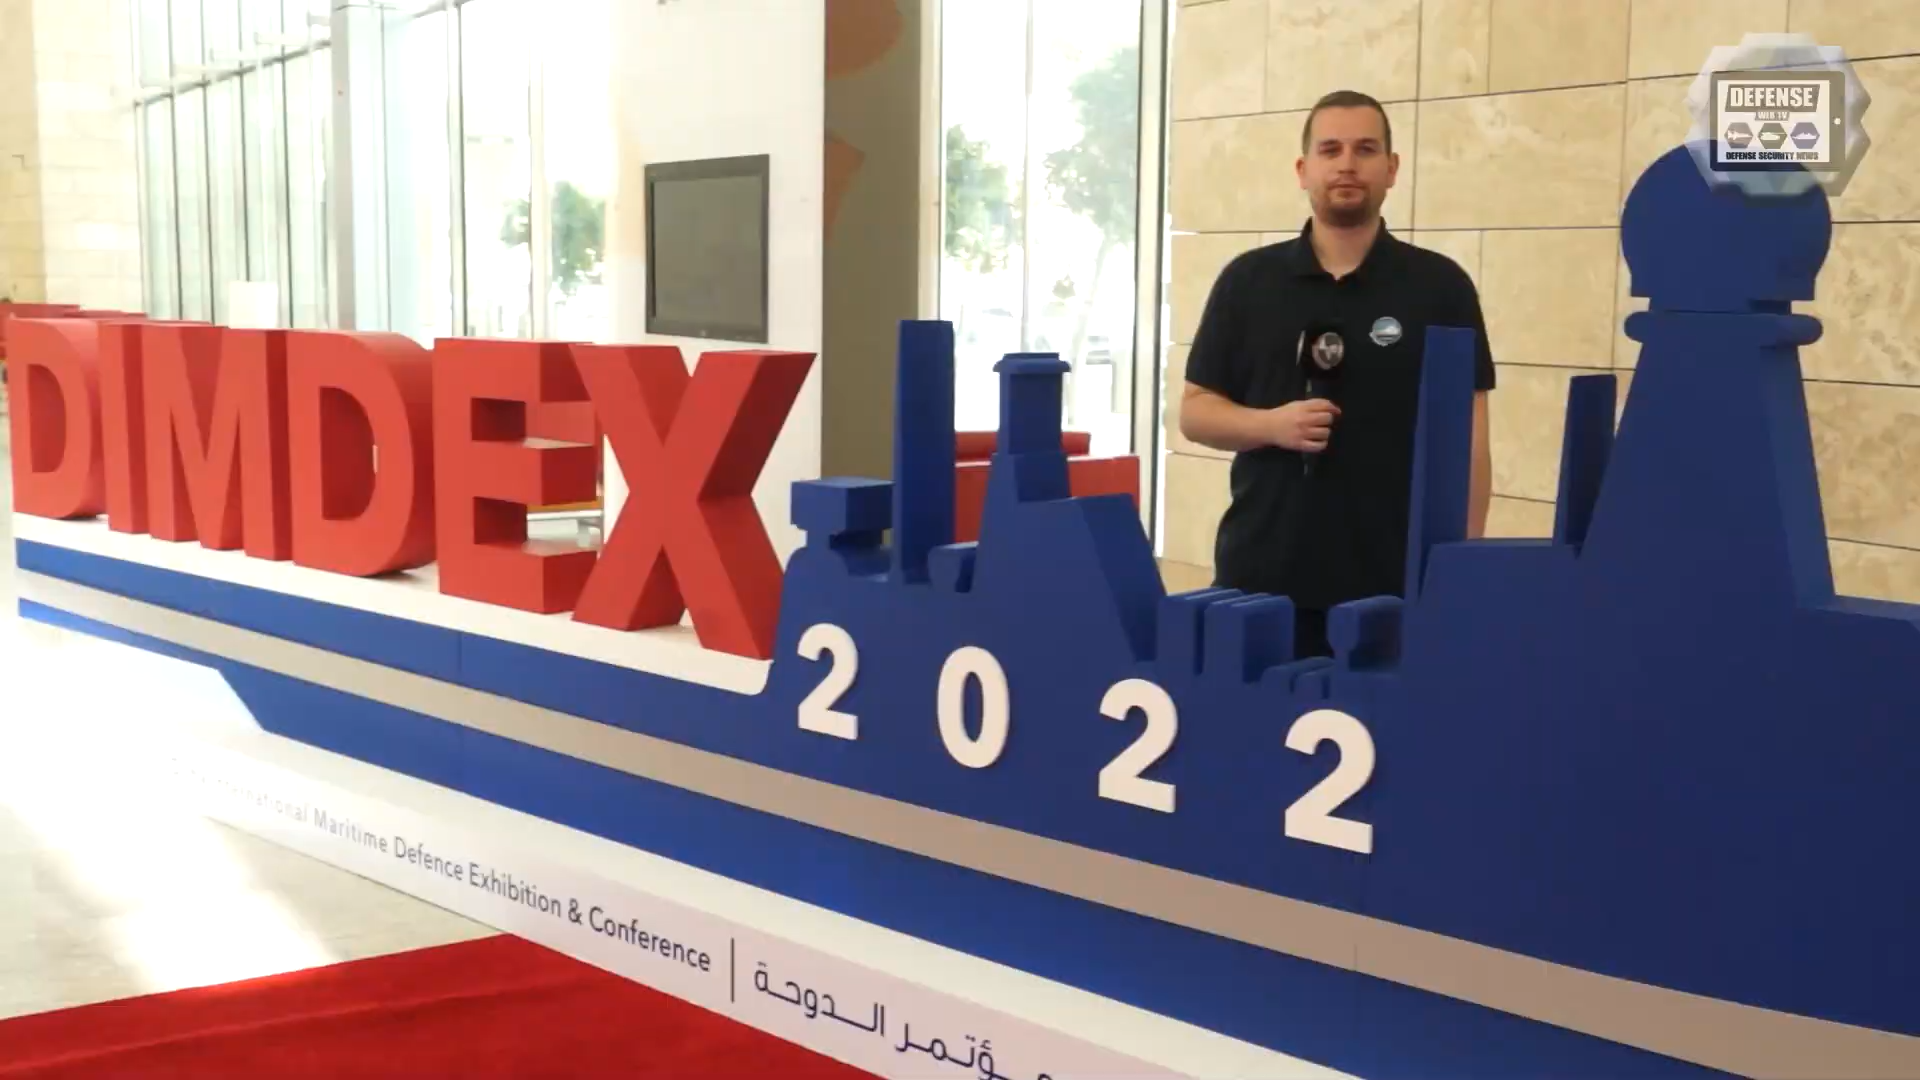 DEFENSE
WEB TV
DEFENSE SECURITY NEWS
DIMDEX
2022
International Maritime Defence Exhibition & Conference | مؤتمر الدوحة